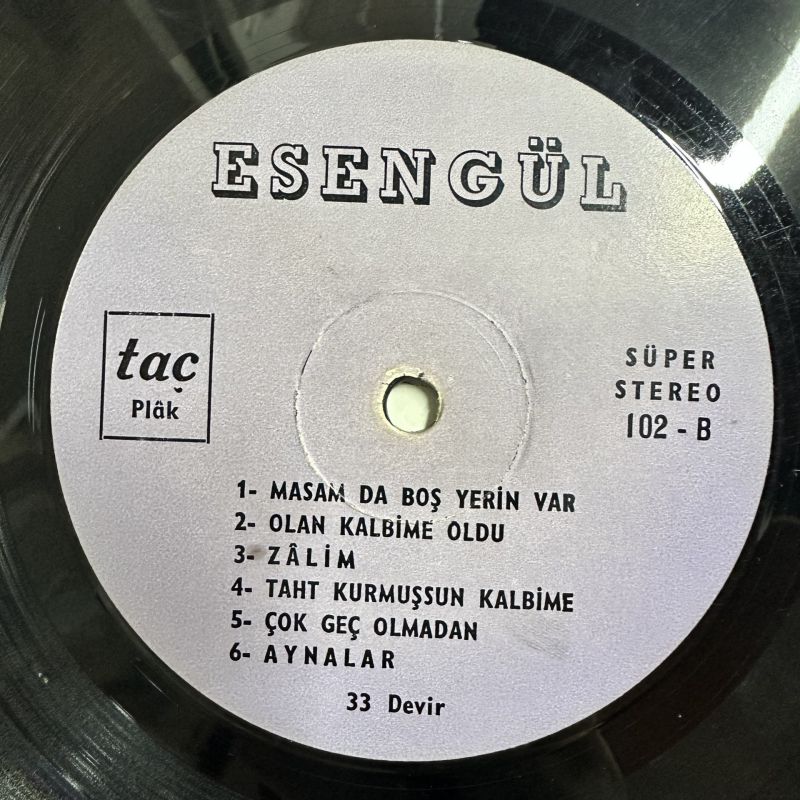 ESENGÜL
taç
Plâk
SÜPER
STEREO
102 - B
1- MASAM DA BOŞ YERİN VAR
2- OLAN KALBİME OLDU
3- ZÂLİM
4- TAHT KURMUŞSUN KALBİME
5- ÇOK GEÇ OLMADAN
6- AYNALAR
33 Devir